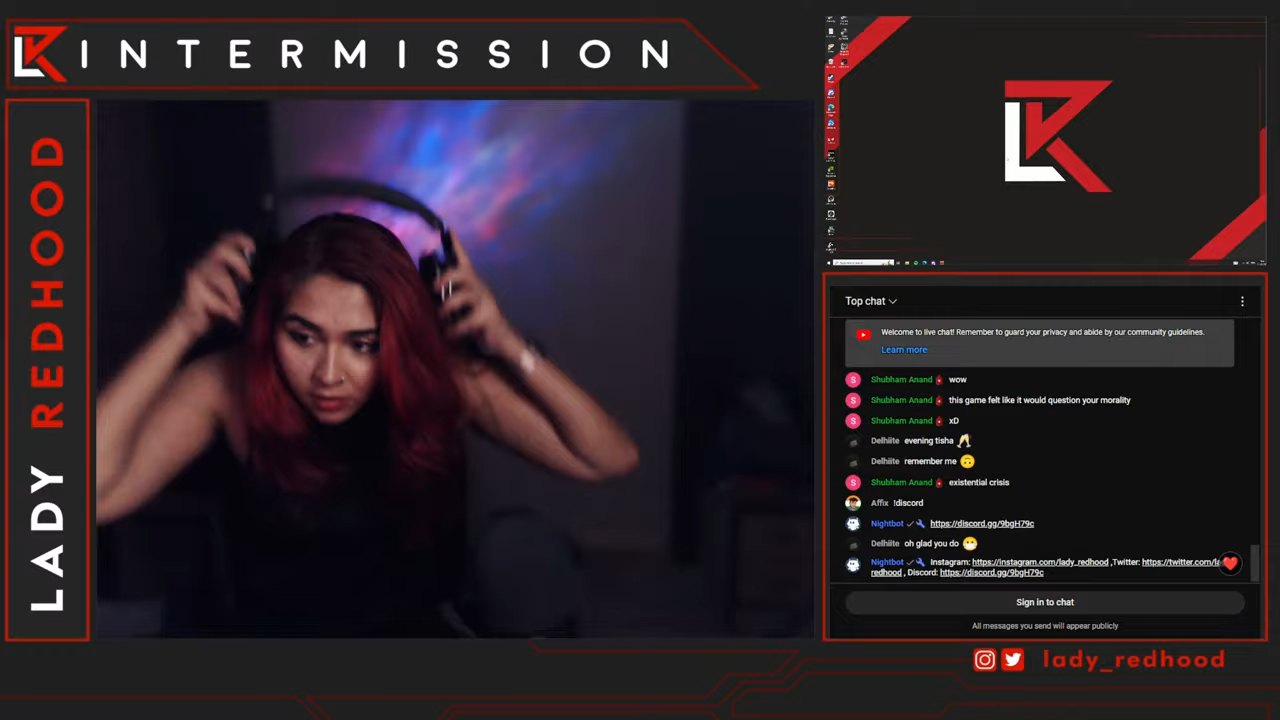 INTERMISSION
LADY REDHOOD
LR
Top chat
Welcome to live chat! Remember to guard your privacy and abide by our community guidelines.
Learn more
S Shubham Anand wow
S Shubham Anand this game felt like it would question your morality
S Shubham Anand xD
Delhiite evening tisha 🥂
Delhiite remember me 🙃
S Shubham Anand existential crisis
Affix !discord
Nightbot https://discord.gg/9bgH79c
Delhiite oh glad you do 😷
Nightbot Instagram: https://instagram.com/lady_redhood ,Twitter: https://twitter.com/la
redhood , Discord: https://discord.gg/9bgH79c
Sign in to chat
All messages you send will appear publicly
lady_redhood